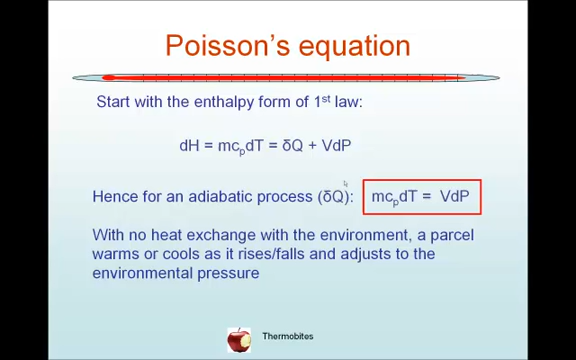 Poisson's equation
Start with the enthalpy form of 1st law:
dH = mcpdT = δQ + VdP
Hence for an adiabatic process (δQ): mcpdT = VdP
With no heat exchange with the environment, a parcel
warms or cools as it rises/falls and adjusts to the
environmental pressure
Thermobites